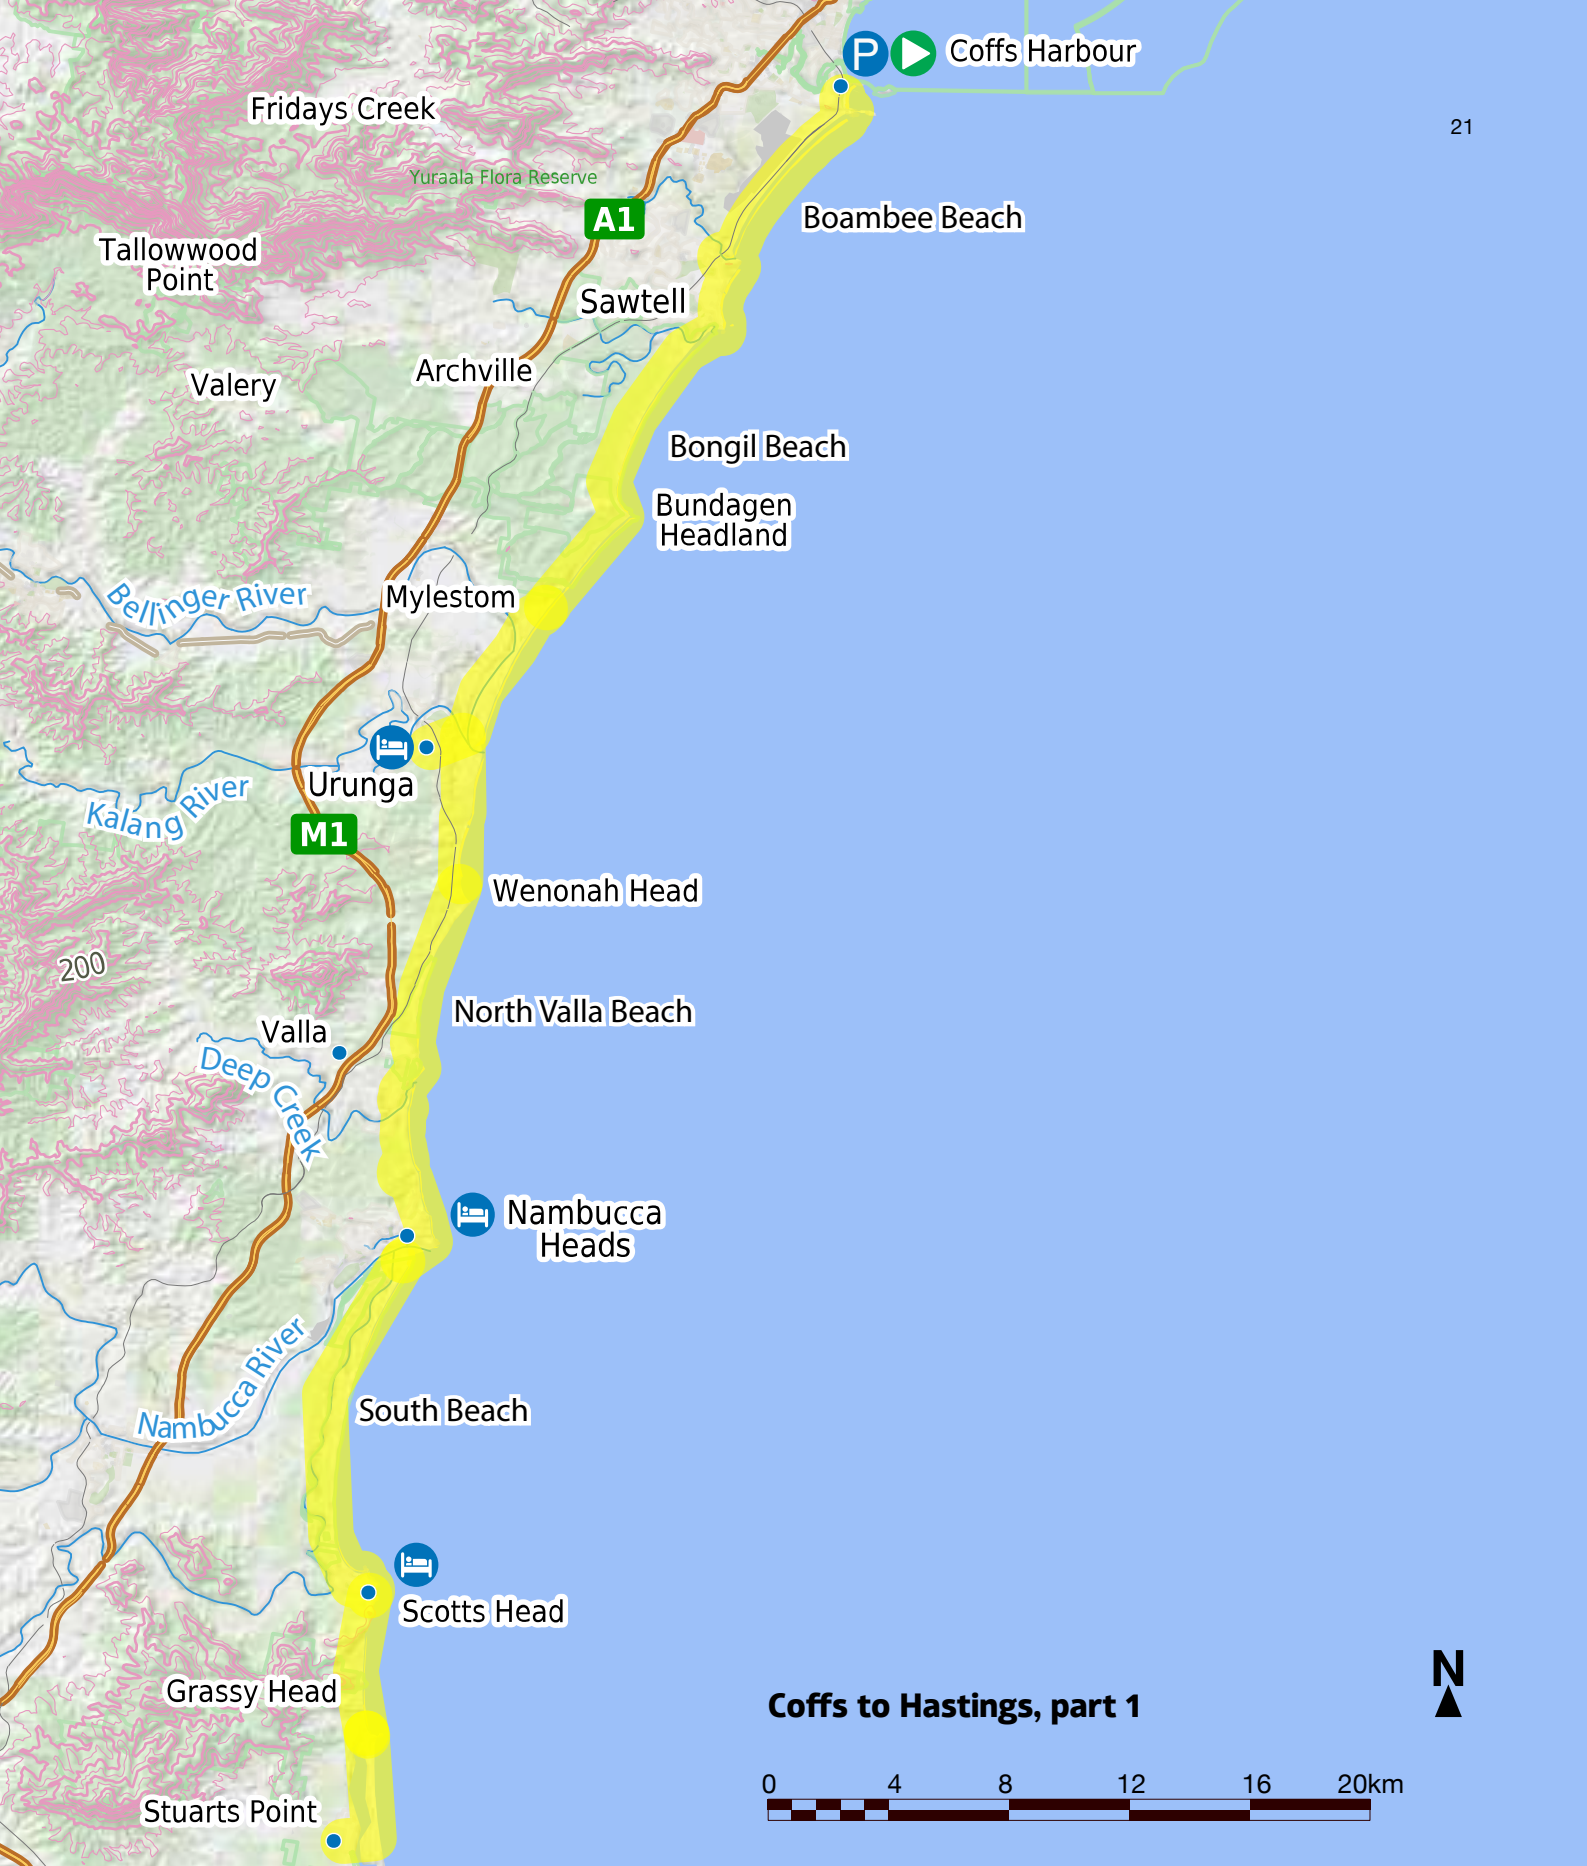 P
Coffs Harbour
Fridays Creek
21
Yuraala Flora Reserve
A1
Boambee Beach
Tallowwood
Point
Sawtell
Archville
Valery
Bongil Beach
Bundagen
Headland
Bellinger River
Mylestom
Urunga
Kalang River
M1
Wenonah Head
200
North Valla Beach
Valla
Deep Creek
Nambucca
Heads
Nambucca River
South Beach
Scotts Head
Grassy Head
N
Coffs to Hastings, part 1
0 4 8 12 16 20km
Stuarts Point